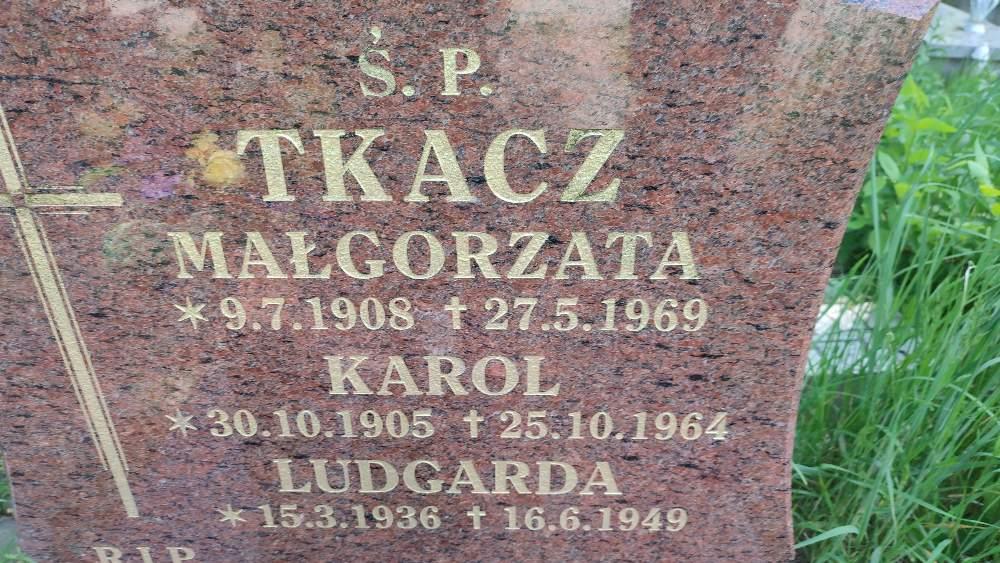 Ś. P.
TKACZ
MAŁGORZATA
* 9.7.1908 † 27.5.1969
KAROL
* 30.10.1905 † 25.10.1964
LUDGARDA
* 15.3.1936 † 16.6.1949
R.I.P.